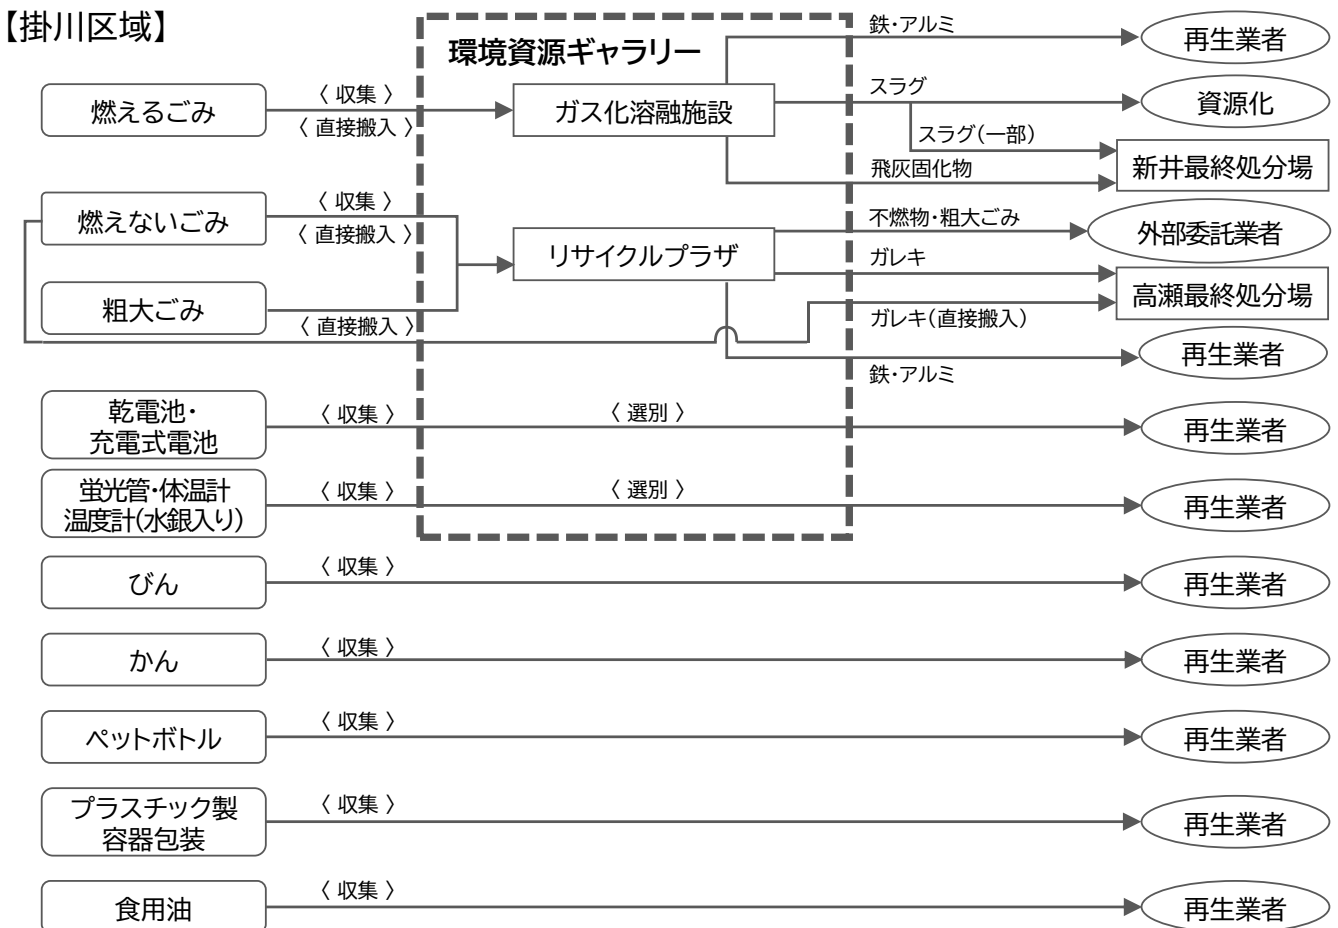 【掛川区域】
環境資源ギャラリー
燃えるごみ
〈 収集 〉
〈 直接搬入 〉
ガス化溶融施設
鉄・アルミ
再生業者
スラグ
資源化
スラグ(一部)
飛灰固化物
新井最終処分場
燃えないごみ
〈 収集 〉
〈 直接搬入 〉
粗大ごみ
〈 直接搬入 〉
リサイクルプラザ
不燃物・粗大ごみ
外部委託業者
ガレキ
高瀬最終処分場
ガレキ(直接搬入)
鉄・アルミ
再生業者
乾電池・
充電式電池
〈 収集 〉
〈 選別 〉
再生業者
蛍光管・体温計
温度計(水銀入り)
〈 収集 〉
〈 選別 〉
再生業者
びん
〈 収集 〉
再生業者
かん
〈 収集 〉
再生業者
ペットボトル
〈 収集 〉
再生業者
プラスチック製
容器包装
〈 収集 〉
再生業者
食用油
〈 収集 〉
再生業者